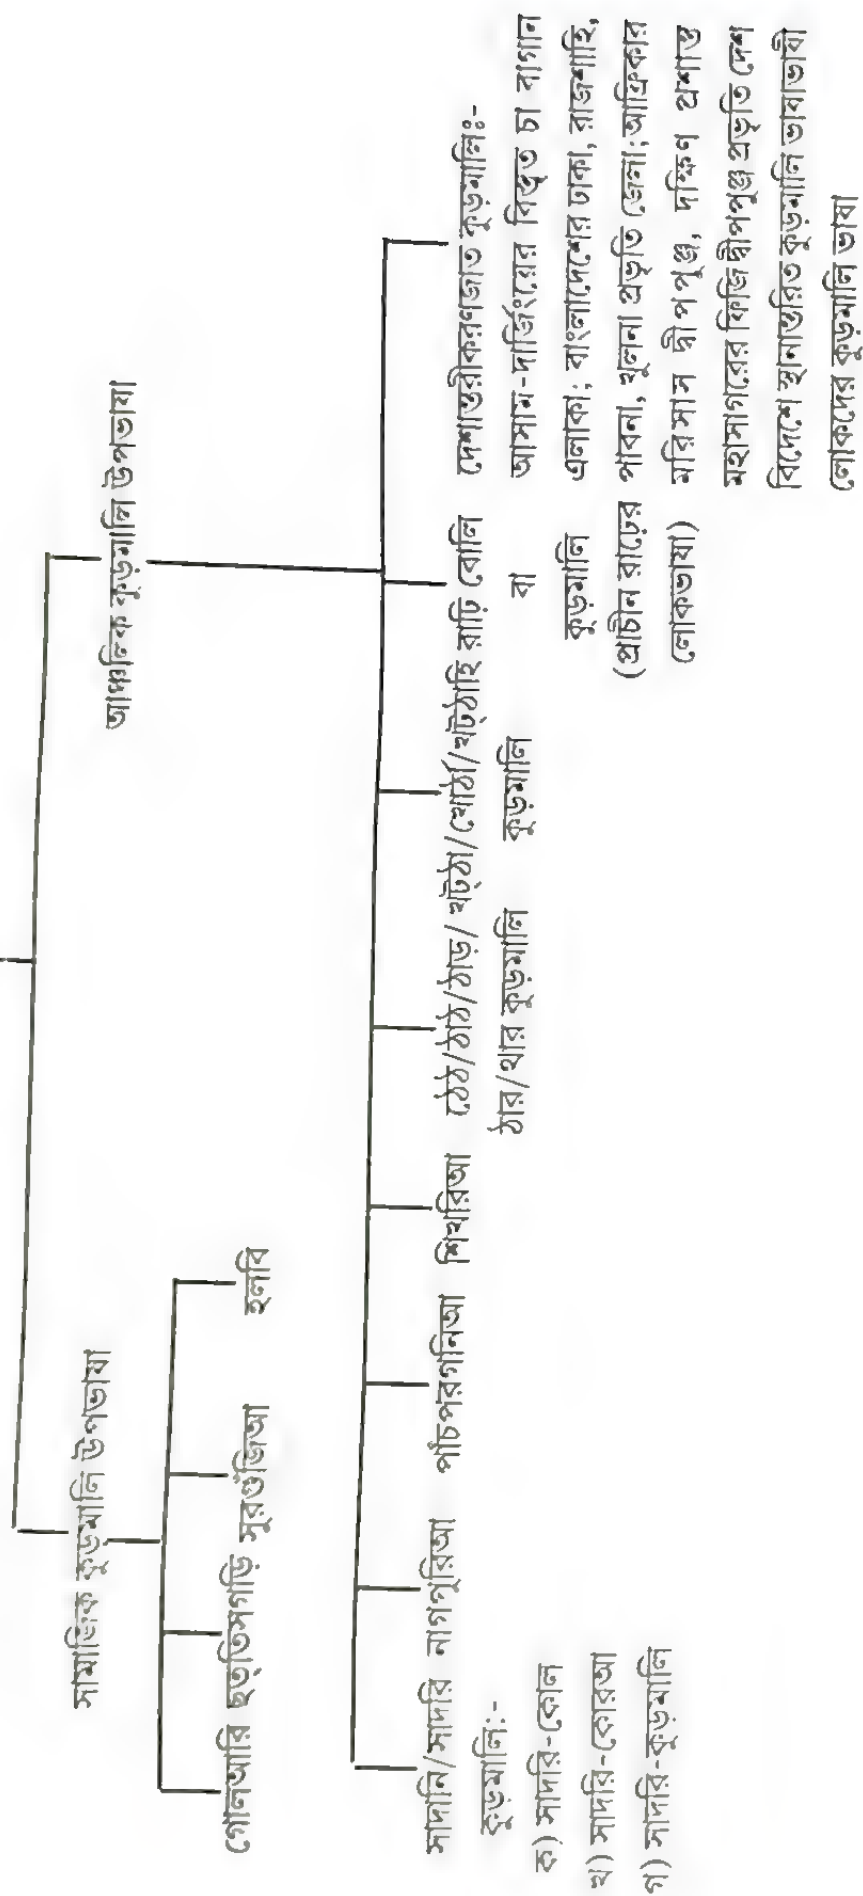 সামাজিক কুড়মালি উপভাষা
আঞ্চলিক কুড়মালি উপভাষা
গোলআরি ছত্তিসগড়ি সুরগুঁজিআ হলবি
সাদানি/সাদরি
কুড়মালি:-
ক) সাদরি-কোল
খ) সাদরি-কোরআ
গ) সাদরি-কুড়মালি
নাগপুরিআ
পাঁচপরগনিআ
শিখরিআ
ঠেঠ/ঠাঠ/ঠাড়/
ঠার/থার কুড়মালি
খট্ঠা/খোর্ঠা/খট্ঠাহি
কুড়মালি
রাঢ়ি বোলি
বা
কুড়মালি
(প্রাচীন রাঢ়ের
লোকভাষা)
দেশান্তরীকরণজাত কুড়মালিঃ-
আসাম-দার্জিংয়ের বিস্তৃত চা বাগান
এলাকা; বাংলাদেশের ঢাকা, রাজশাহি,
পাবনা, খুলনা প্রভৃতি জেলা; আফ্রিকার
মরিসাস দ্বীপপুঞ্জ, দক্ষিণ প্রশান্ত
মহাসাগরের ফিজি দ্বীপপুঞ্জ প্রভৃতি দেশ
বিদেশে স্থানান্তরিত কুড়মালি ভাষাভাষী
লোকদের কুড়মালি ভাষা